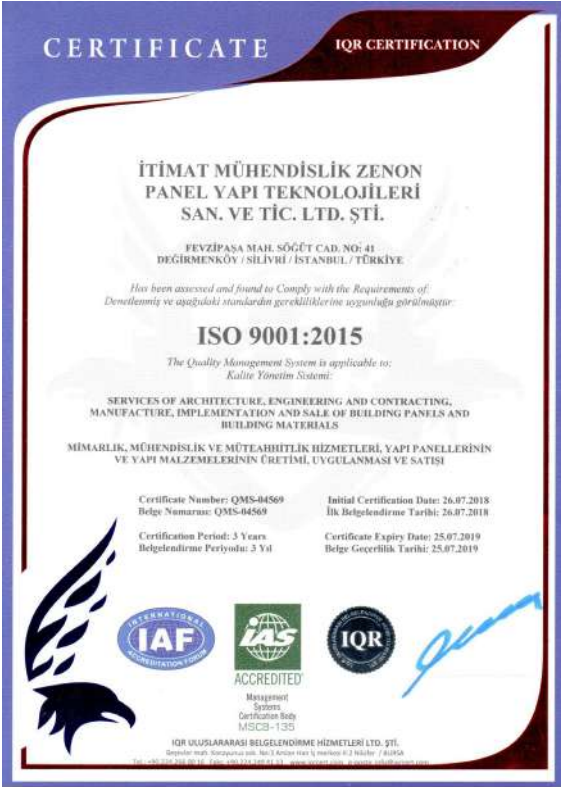 CERTIFICATE
IQR CERTIFICATION
İTİMAT MÜHENDİSLİK ZENON
PANEL YAPI TEKNOLOJİLERİ
SAN. VE TİC. LTD. ŞTİ.
FEVZİPAŞA MAH. SÖĞÜT CAD. NO: 41
DEĞİRMENKÖY / SİLİVRİ / İSTANBUL / TÜRKİYE
Has been assessed and found to Comply with the Requirements of:
Denetlenmiş ve aşağıdaki standardın gerekliliklerine uygunluğu görülmüştür:
ISO 9001:2015
The Quality Management System is applicable to:
Kalite Yönetim Sistemi:
SERVICES OF ARCHITECTURE, ENGINEERING AND CONTRACTING,
MANUFACTURE, IMPLEMENTATION AND SALE OF BUILDING PANELS AND
BUILDING MATERIALS
MİMARLIK, MÜHENDİSLİK VE MÜTEAHHİTLİK HİZMETLERİ, YAPI PANELLERİNİN
VE YAPI MALZEMELERİNİN ÜRETİMİ, UYGULANMASI VE SATIŞI
Certificate Number: QMS-04569
Belge Numarası: QMS-04569
Initial Certification Date: 26.07.2018
İlk Belgelendirme Tarihi: 26.07.2018
Certification Period: 3 Years
Belgelendirme Periyodu: 3 Yıl
Certificate Expiry Date: 25.07.2019
Belge Geçerlilik Tarihi: 25.07.2019
INTERNATIONAL
IAF
ACCREDITATION FORUM
IAS
ACCREDITED
Management
Systems
Certification Body
MSCB-135
IQR
IQR ULUSLARARASI BELGELENDİRME HİZMETLERİ LTD. ŞTİ.